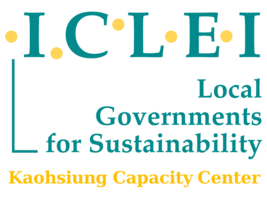 I.C.L.E.I
Local
Governments
for Sustainability
Kaohsiung Capacity Center